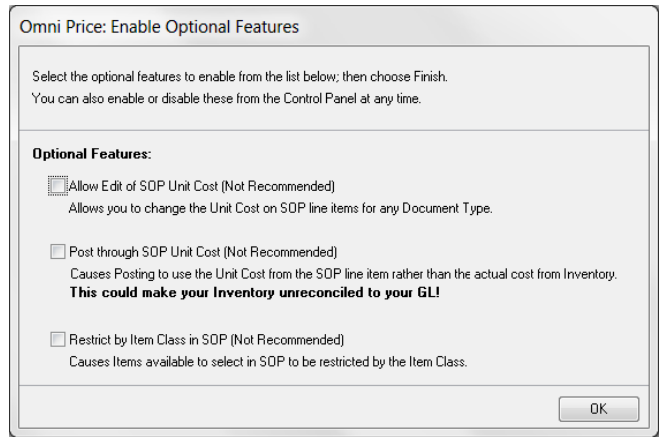 Omni Price: Enable Optional Features
Select the optional features to enable from the list below; then choose Finish.
You can also enable or disable these from the Control Panel at any time.
Optional Features:
Allow Edit of SOP Unit Cost (Not Recommended)
Allows you to change the Unit Cost on SOP line items for any Document Type.
Post through SOP Unit Cost (Not Recommended)
Causes Posting to use the Unit Cost from the SOP line item rather than the actual cost from Inventory.
This could make your Inventory unreconciled to your GL!
Restrict by Item Class in SOP (Not Recommended)
Causes Items available to select in SOP to be restricted by the Item Class.
OK